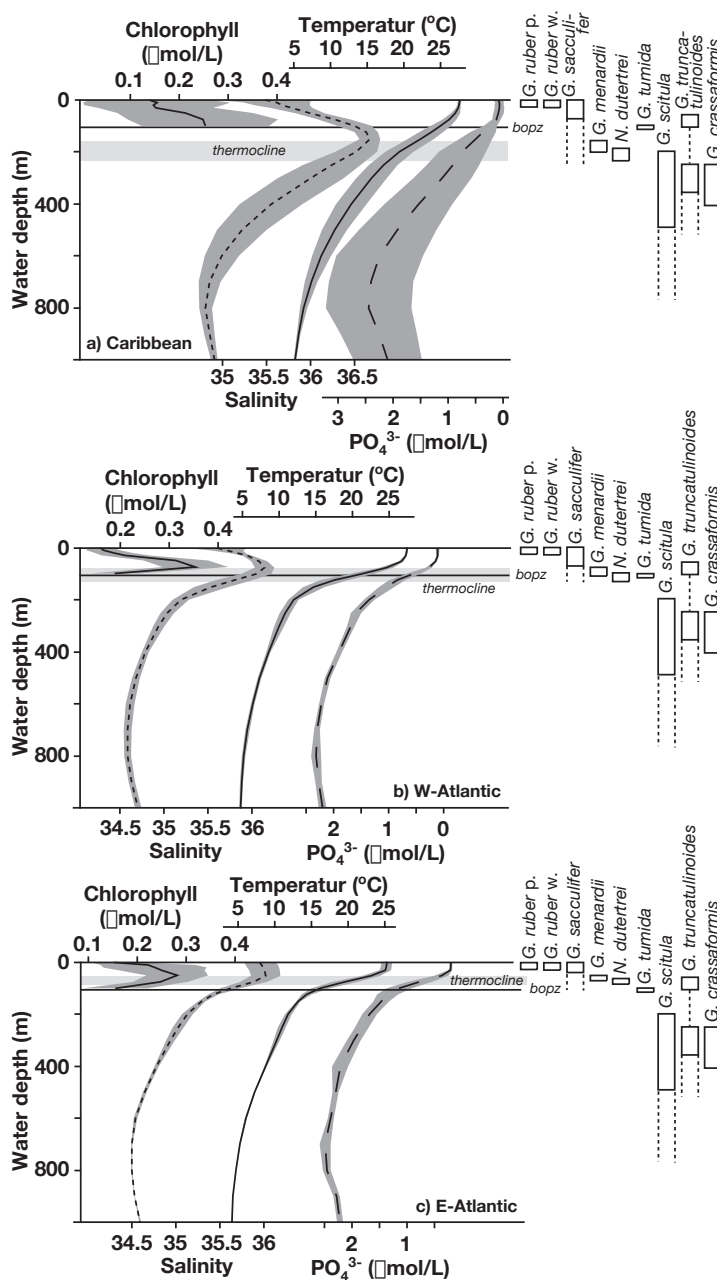 Chlorophyll
(▯mol/L)
0.1 0.2 0.3 0.4
Temperatur (ºC)
5 10 15 20 25
G. ruber p.
G. ruber w.
G. sacculi-
fer
G. menardii
N. dutertrei
G. tumida
G. scitula
G. trunca-
tulinoides
G. crassaformis
0
400
800
Water depth (m)
bopz
thermocline
a) Caribbean
35 35.5 36 36.5
Salinity
3 2 1 0
PO₄³⁻ (▯mol/L)
Chlorophyll
(▯mol/L)
0.2 0.3 0.4
Temperatur (ºC)
5 10 15 20 25
G. ruber p.
G. ruber w.
G. sacculifer
G. menardii
N. dutertrei
G. tumida
G. scitula
G. truncatulinoides
G. crassaformis
0
400
800
Water depth (m)
bopz
thermocline
b) W-Atlantic
34.5 35 35.5 36
Salinity
2 1 0
PO₄³⁻ (▯mol/L)
Chlorophyll
(▯mol/L)
0.1 0.2 0.3 0.4
Temperatur (ºC)
5 10 15 20 25
G. ruber p.
G. ruber w.
G. sacculifer
G. menardii
N. dutertrei
G. tumida
G. scitula
G. truncatulinoides
G. crassaformis
0
400
800
Water depth (m)
thermocline
bopz
c) E-Atlantic
34.5 35 35.5 36
Salinity
2 1
PO₄³⁻ (▯mol/L)